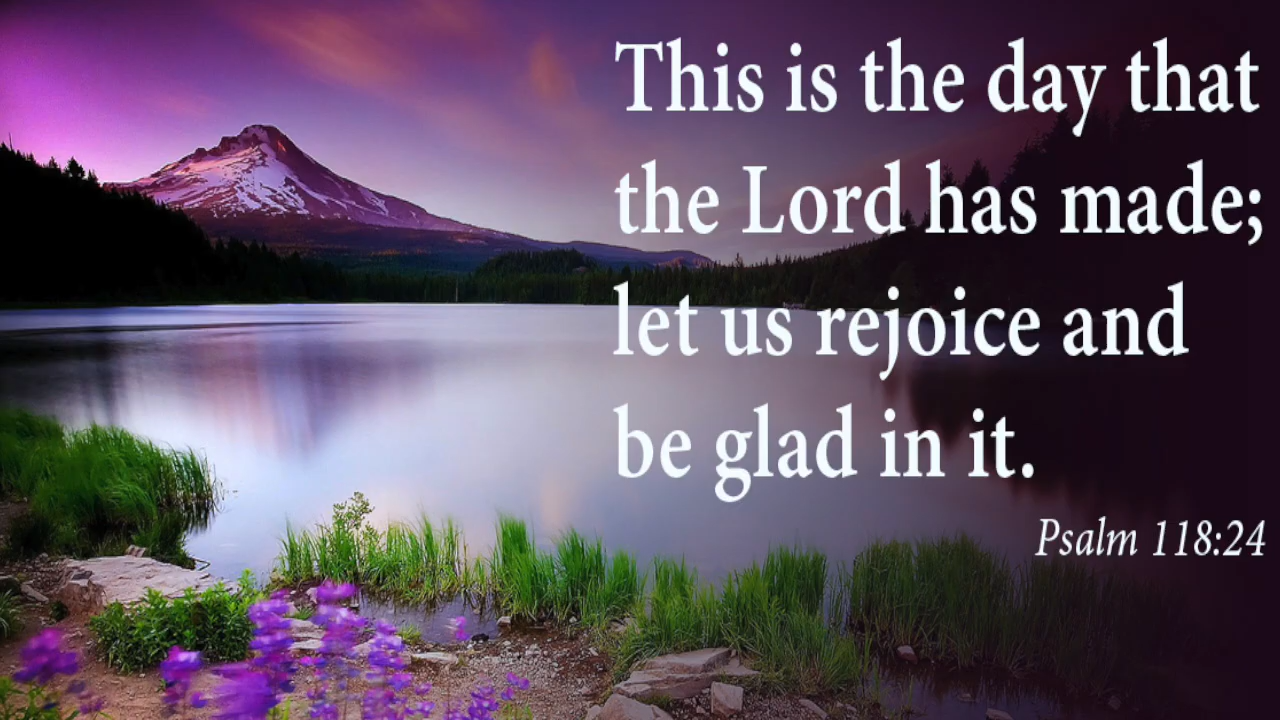 This is the day that
the Lord has made;
let us rejoice and
be glad in it.
Psalm 118:24